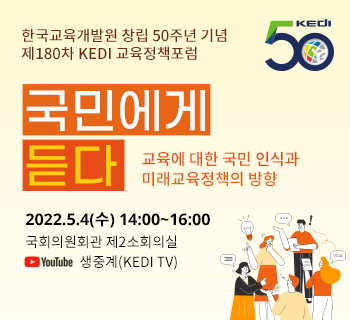 한국교육개발원 창립 50주년 기념
제180차 KEDI 교육정책포럼
KEDI
50
국민에게
듣다
교육에 대한 국민 인식과
미래교육정책의 방향
2022.5.4(수) 14:00~16:00
국회의원회관 제2소회의실
YouTube 생중계(KEDI TV)